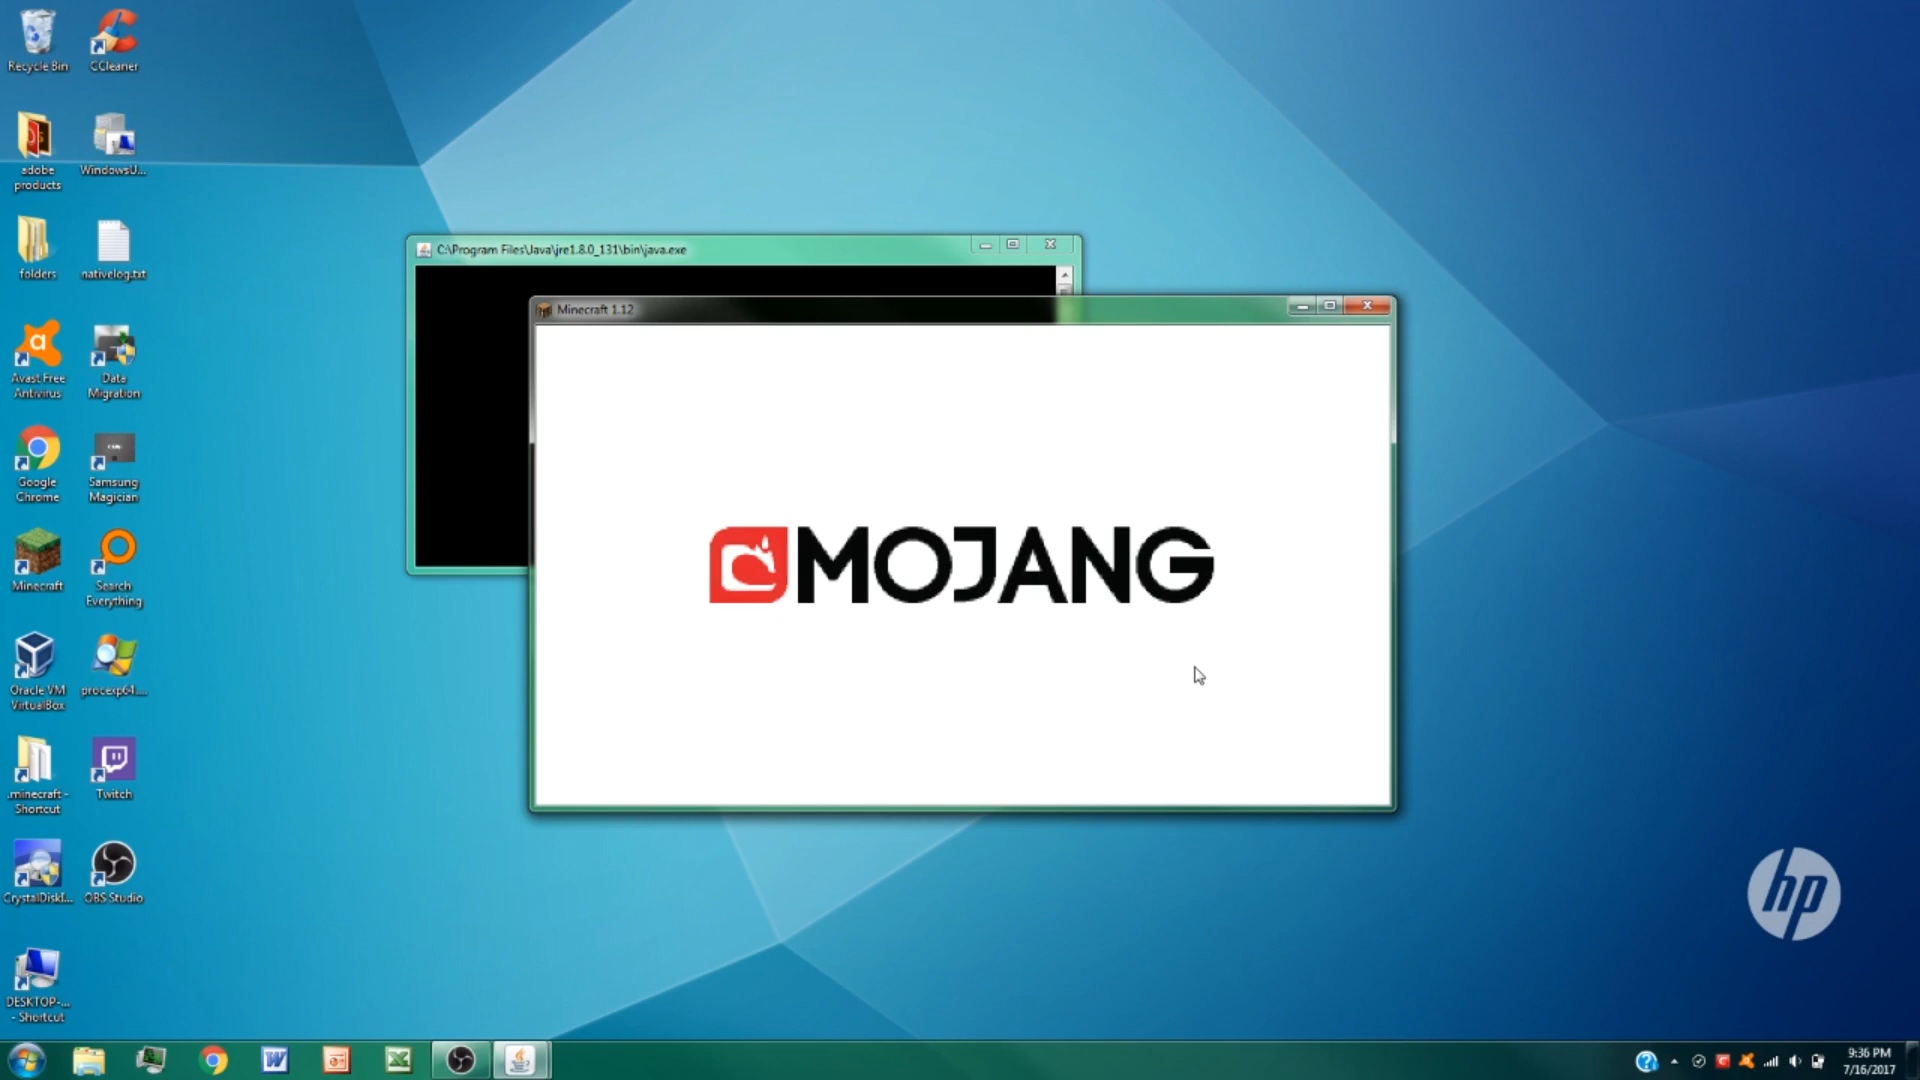 Recycle Bin
CCleaner
adobe
products
WindowsU...
folders
nativelog.txt
Avast Free
Antivirus
Data
Migration
Google
Chrome
Samsung
Magician
Minecraft
Search
Everything
Oracle VM
VirtualBox
procexp64....
.minecraft -
Shortcut
Twitch
CrystalDiskI...
OBS Studio
DESKTOP-...
- Shortcut
C:\Program Files\Java\jre1.8.0_131\bin\java.exe
Minecraft 1.12
MOJANG
hp
9:36 PM
7/16/2017